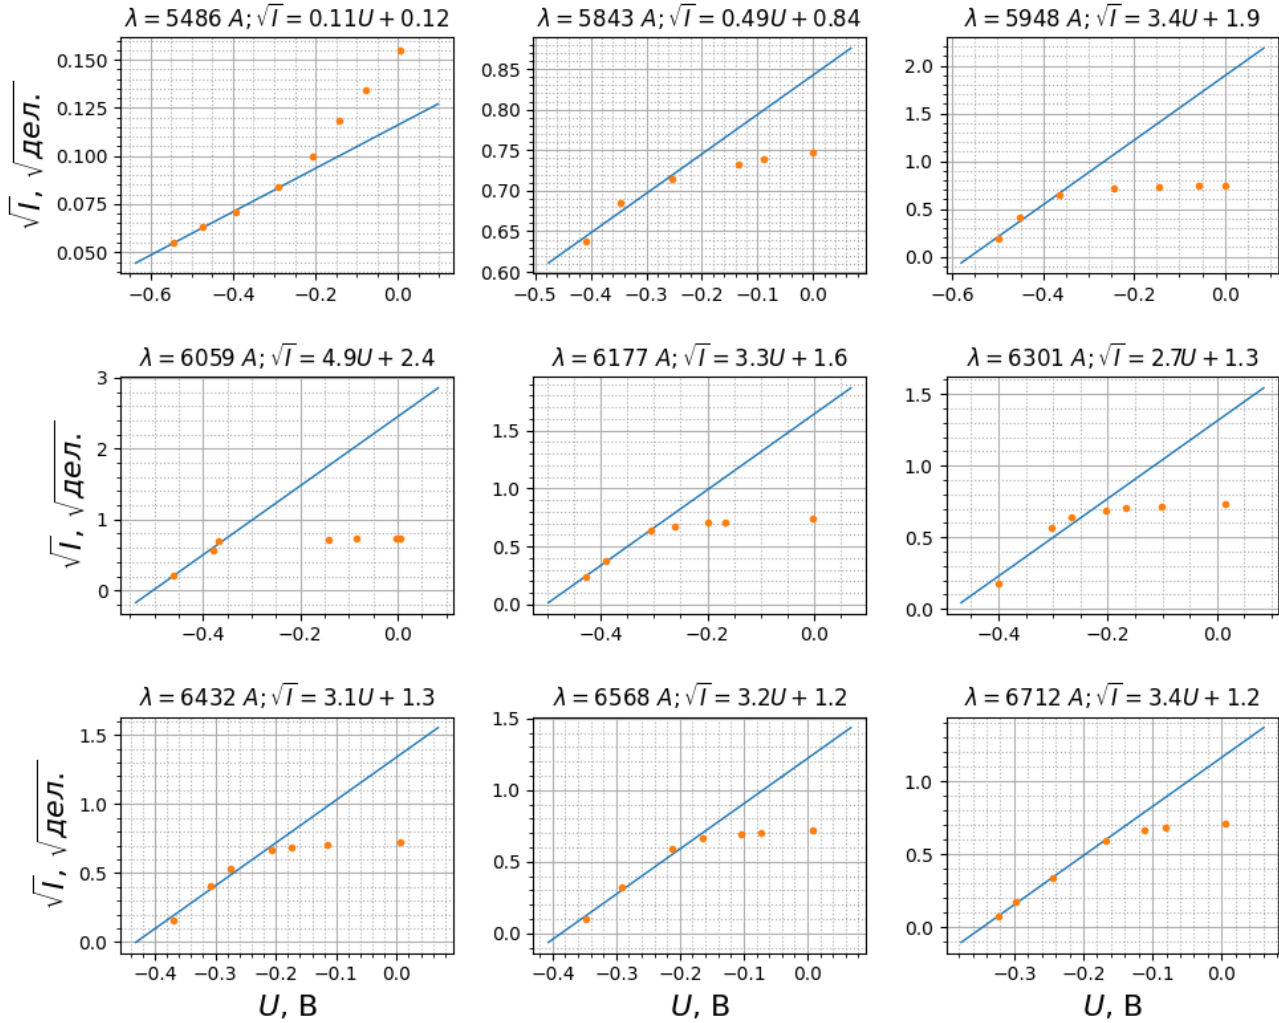 λ = 5486 A; √I = 0.11U + 0.12
λ = 5843 A; √I = 0.49U + 0.84
λ = 5948 A; √I = 3.4U + 1.9
√I, √дел.
0.150
0.125
0.100
0.075
0.050
−0.6 −0.4 −0.2 0.0
0.85
0.80
0.75
0.70
0.65
0.60
−0.5 −0.4 −0.3 −0.2 −0.1 0.0
2.0
1.5
1.0
0.5
0.0
−0.6 −0.4 −0.2 0.0
λ = 6059 A; √I = 4.9U + 2.4
λ = 6177 A; √I = 3.3U + 1.6
λ = 6301 A; √I = 2.7U + 1.3
√I, √дел.
3
2
1
0
−0.4 −0.2 0.0
1.5
1.0
0.5
0.0
−0.4 −0.2 0.0
1.5
1.0
0.5
0.0
−0.4 −0.2 0.0
λ = 6432 A; √I = 3.1U + 1.3
λ = 6568 A; √I = 3.2U + 1.2
λ = 6712 A; √I = 3.4U + 1.2
√I, √дел.
1.5
1.0
0.5
0.0
−0.4 −0.3 −0.2 −0.1 0.0
U, В
1.5
1.0
0.5
0.0
−0.4 −0.3 −0.2 −0.1 0.0
U, В
1.0
0.5
0.0
−0.3 −0.2 −0.1 0.0
U, В